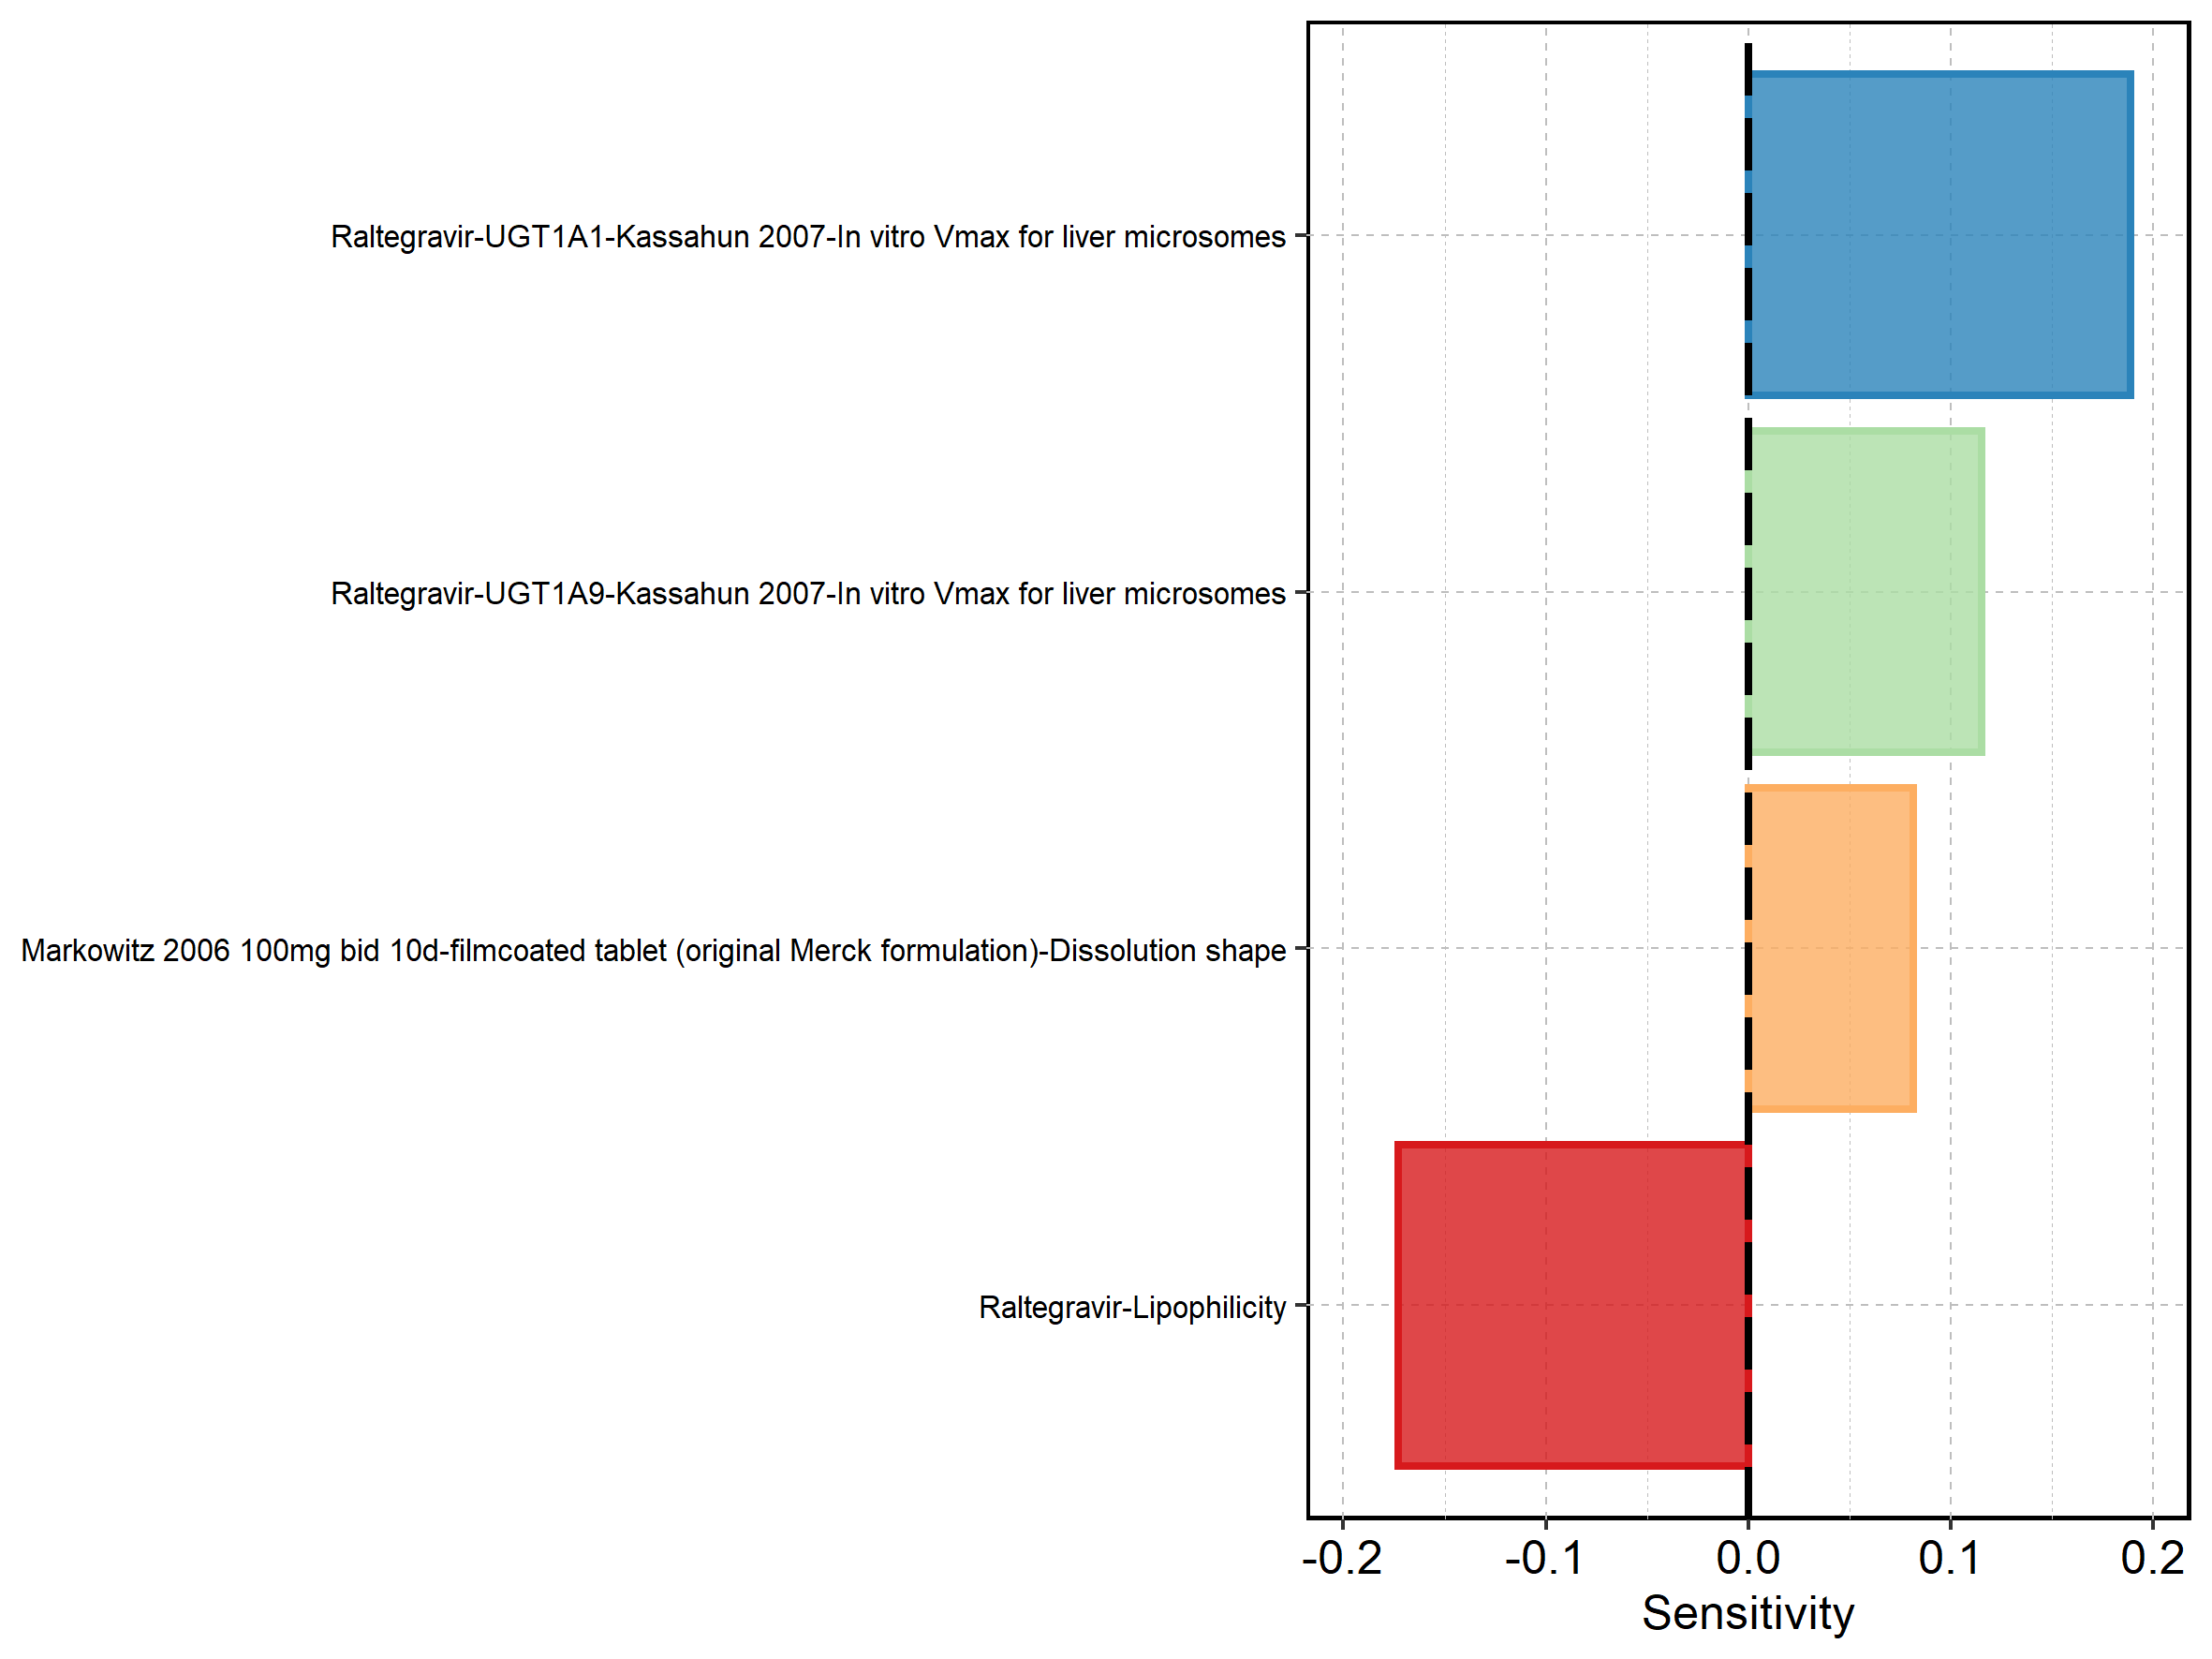 Raltegravir-UGT1A1-Kassahun 2007-In vitro Vmax for liver microsomes
Raltegravir-UGT1A9-Kassahun 2007-In vitro Vmax for liver microsomes
Markowitz 2006 100mg bid 10d-filmcoated tablet (original Merck formulation)-Dissolution shape
Raltegravir-Lipophilicity
-0.2 -0.1 0.0 0.1 0.2
Sensitivity